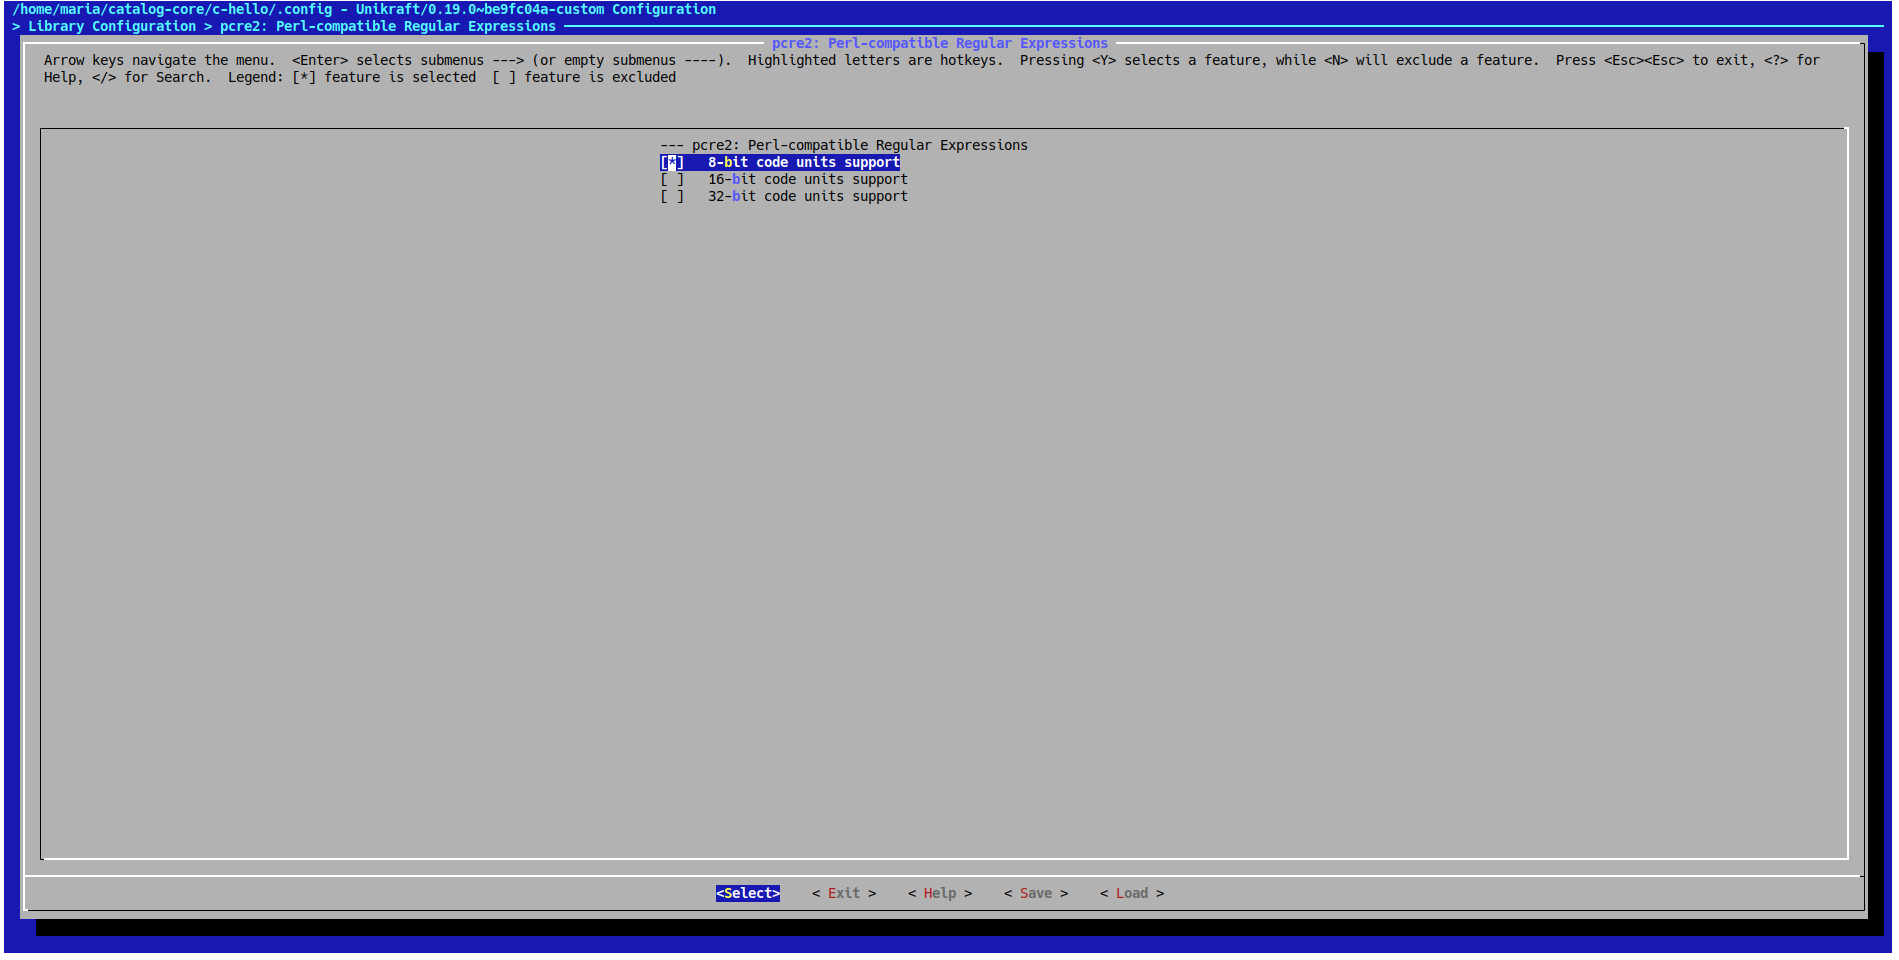 /home/maria/catalog-core/c-hello/.config - Unikraft/0.19.0~be9fc04a-custom Configuration
> Library Configuration > pcre2: Perl-compatible Regular Expressions
pcre2: Perl-compatible Regular Expressions
Arrow keys navigate the menu.  <Enter> selects submenus ---> (or empty submenus ----).  Highlighted letters are hotkeys.  Pressing <Y> selects a feature, while <N> will exclude a feature.  Press <Esc><Esc> to exit, <?> for
Help, </> for Search.  Legend: [*] feature is selected  [ ] feature is excluded
--- pcre2: Perl-compatible Regular Expressions
[*]   8-bit code units support
[ ]   16-bit code units support
[ ]   32-bit code units support
<Select>    < Exit >    < Help >    < Save >    < Load >